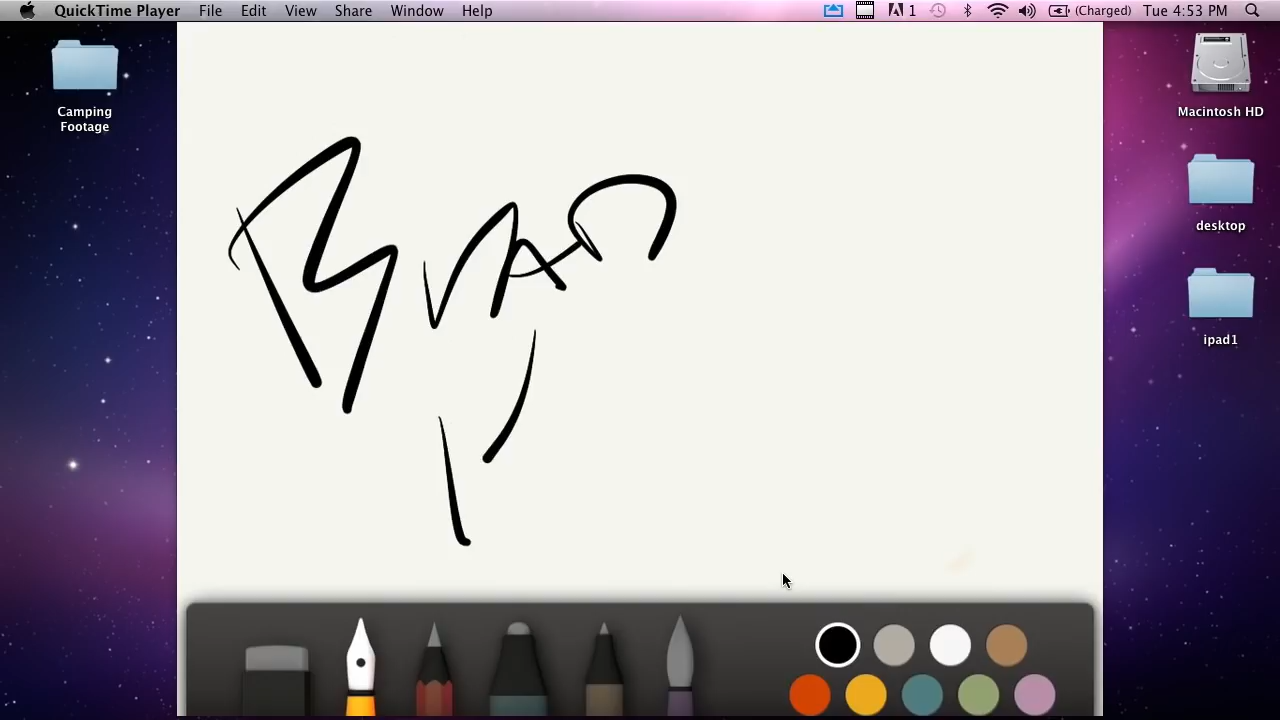 QuickTime Player File Edit View Share Window Help 1 (Charged) Tue 4:53 PM
Camping
Footage
Macintosh HD
desktop
ipad1
Brad